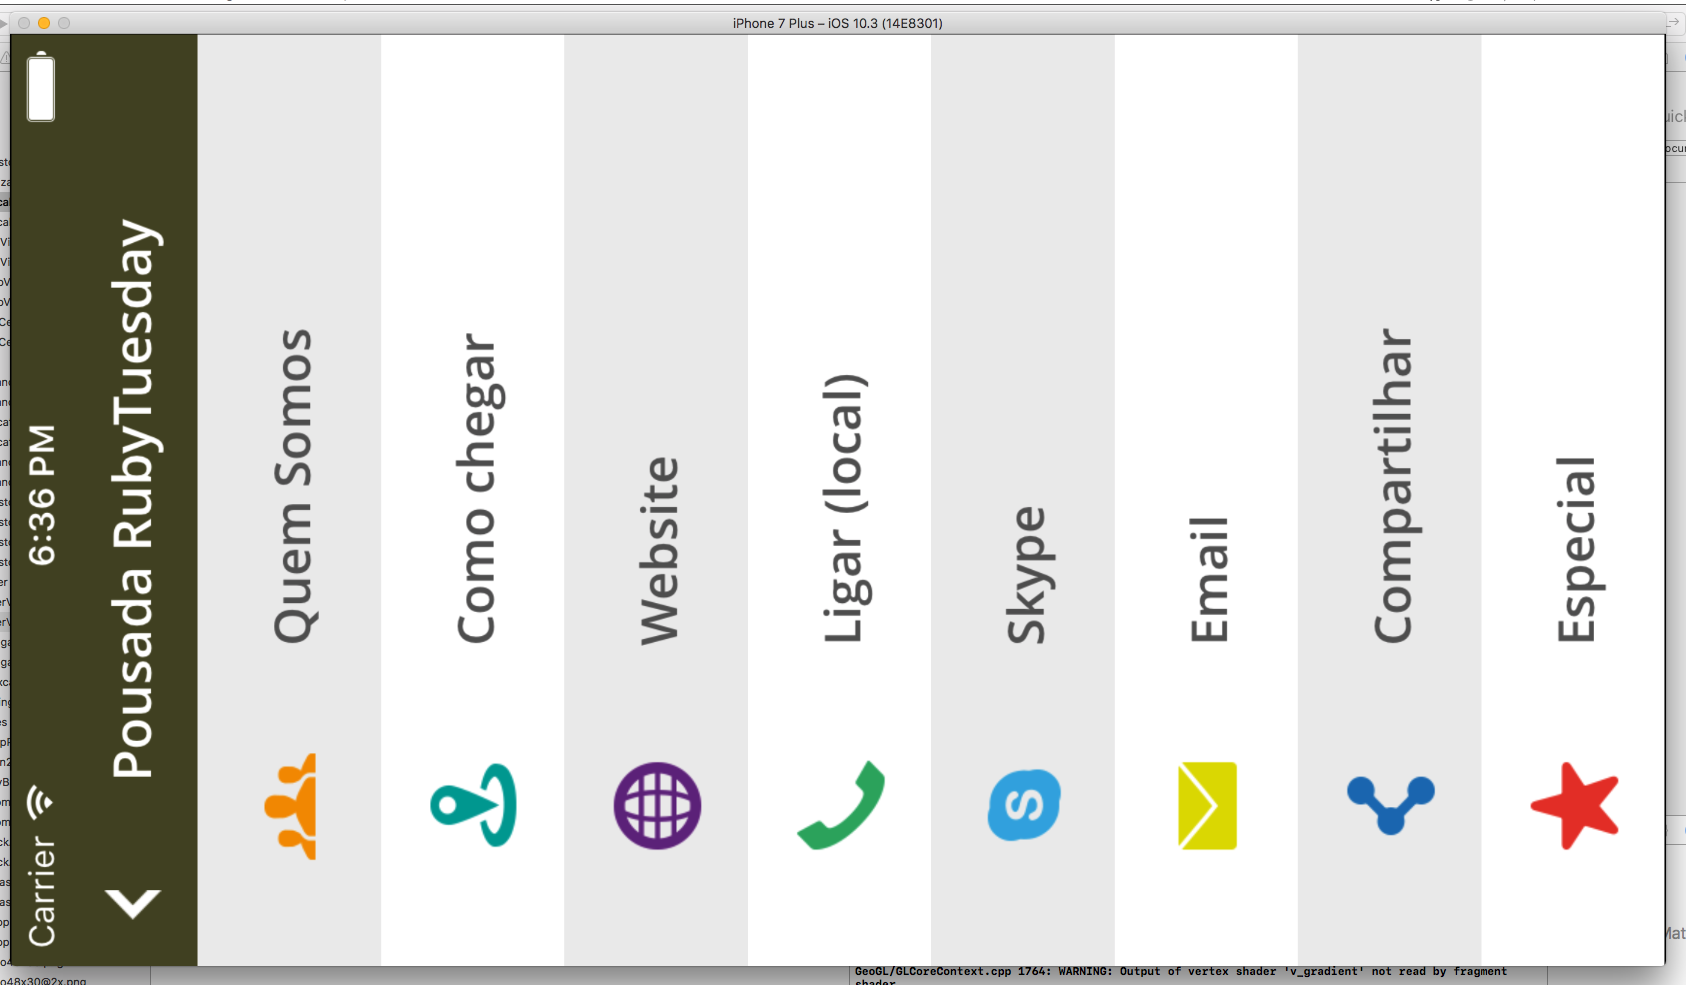 iPhone 7 Plus – iOS 10.3 (14E8301)
Carrier 6:36 PM
Pousada RubyTuesday
Quem Somos
Como chegar
Website
Ligar (local)
Skype
Email
Compartilhar
Especial
GeoGL/GLCoreContext.cpp 1764: WARNING: Output of vertex shader 'v_gradient' not read by fragment
shader
o48x30@2x.png